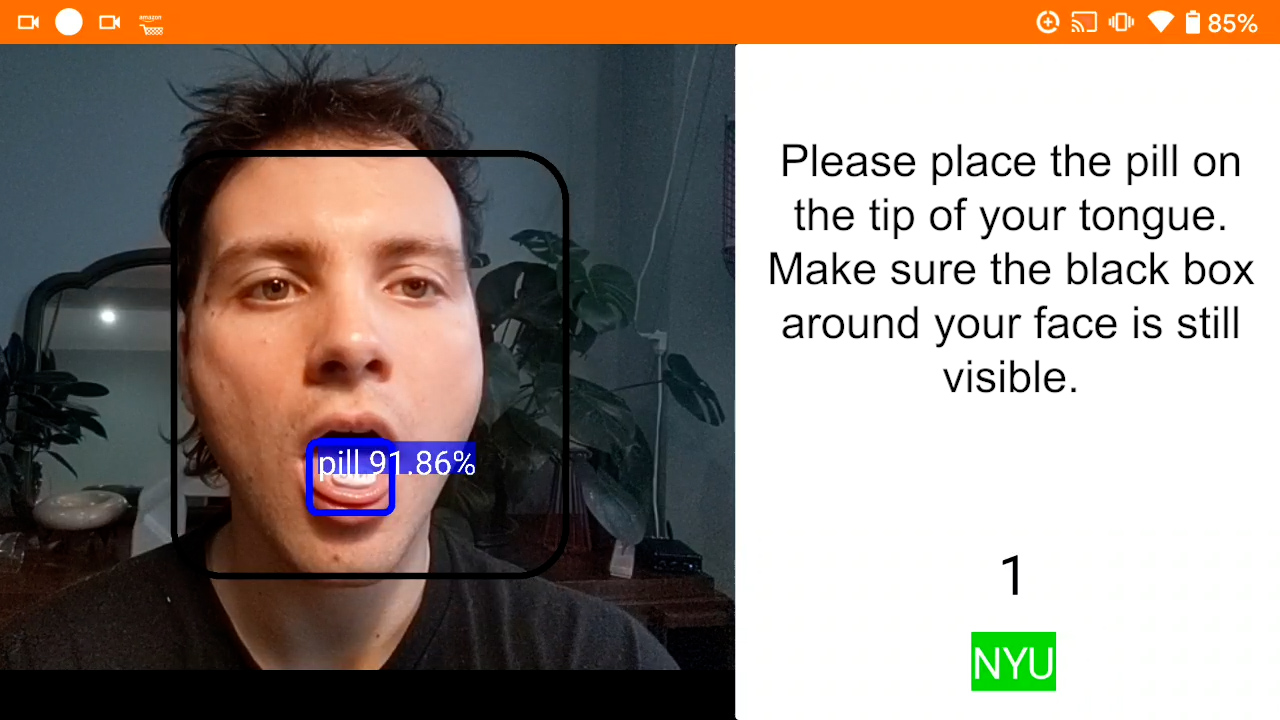 amazon
85%
pill 91.86%
Please place the pill on
the tip of your tongue.
Make sure the black box
around your face is still
visible.
1
NYU